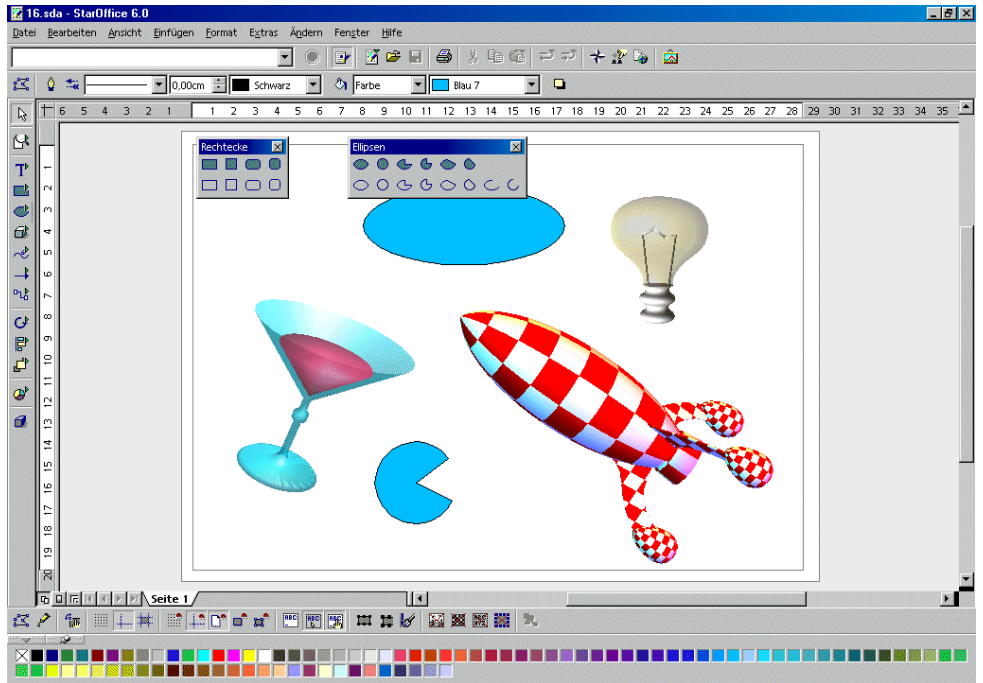 16.sda - StarOffice 6.0
Datei Bearbeiten Ansicht Einfügen Format Extras Ändern Fenster Hilfe
0,00cm Schwarz Farbe Blau 7
6 5 4 3 2 1 1 2 3 4 5 6 7 8 9 10 11 12 13 14 15 16 17 18 19 20 21 22 23 24 25 26 27 28 29 30 31 32 33 34 35
Rechtecke
Ellipsen
T
1
2
3
4
5
6
7
8
9
10
11
12
13
14
15
16
17
18
19
20
Seite 1
ABC ABC ABC